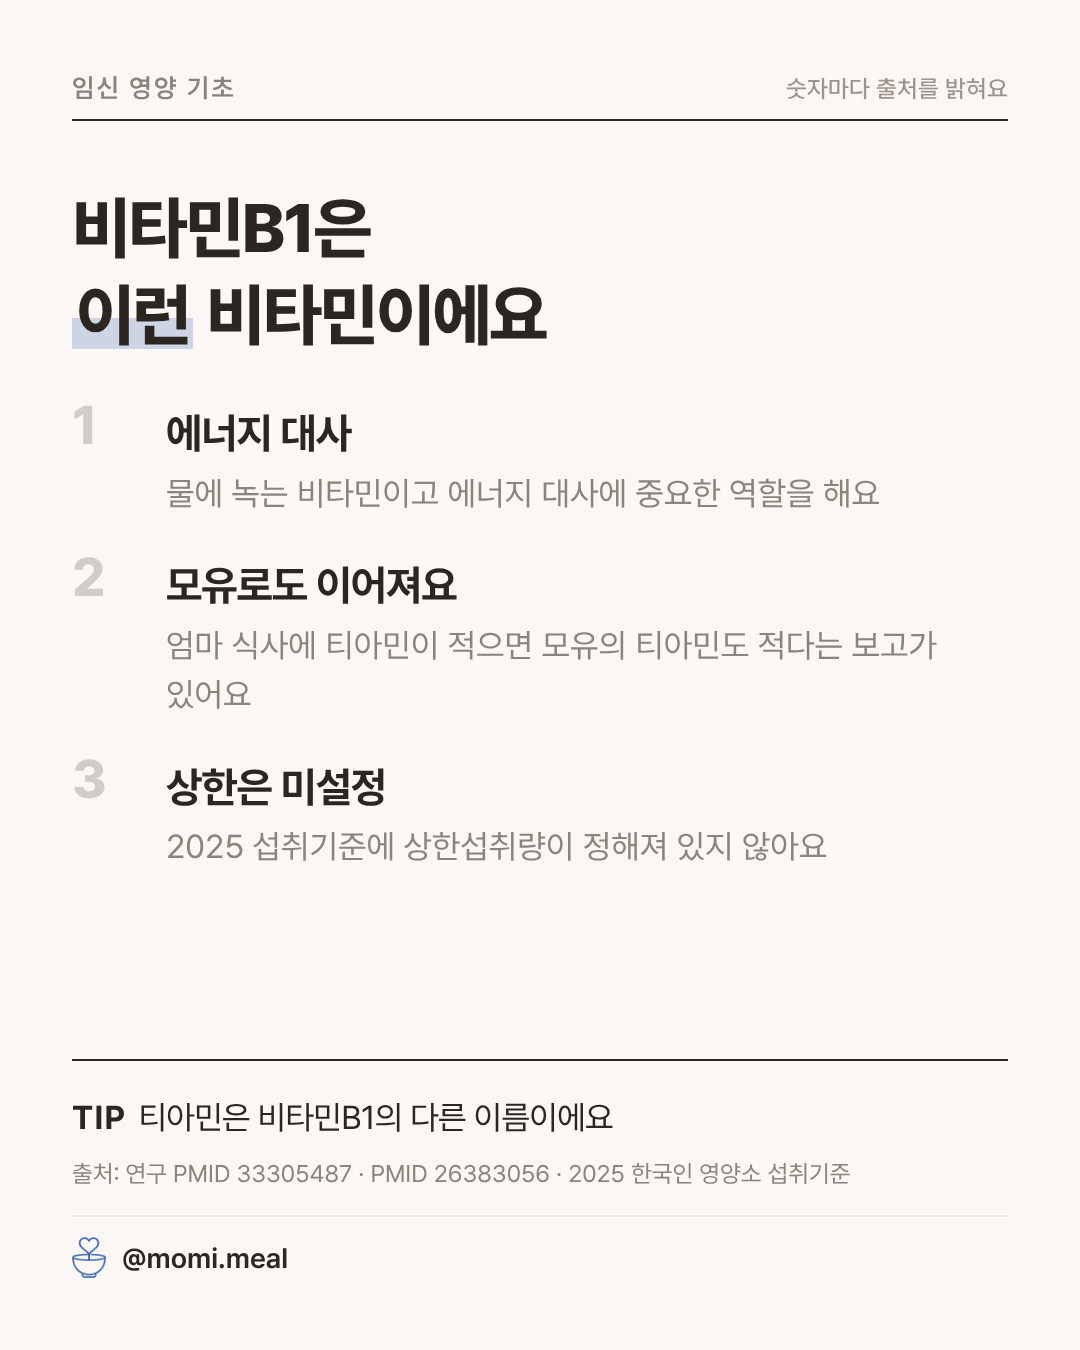 임신 영양 기초
숫자마다 출처를 밝혀요
비타민B1은
이런 비타민이에요
1
에너지 대사
물에 녹는 비타민이고 에너지 대사에 중요한 역할을 해요
2
모유로도 이어져요
엄마 식사에 티아민이 적으면 모유의 티아민도 적다는 보고가
있어요
3
상한은 미설정
2025 섭취기준에 상한섭취량이 정해져 있지 않아요
TIP 티아민은 비타민B1의 다른 이름이에요
출처: 연구 PMID 33305487 · PMID 26383056 · 2025 한국인 영양소 섭취기준
@momi.meal